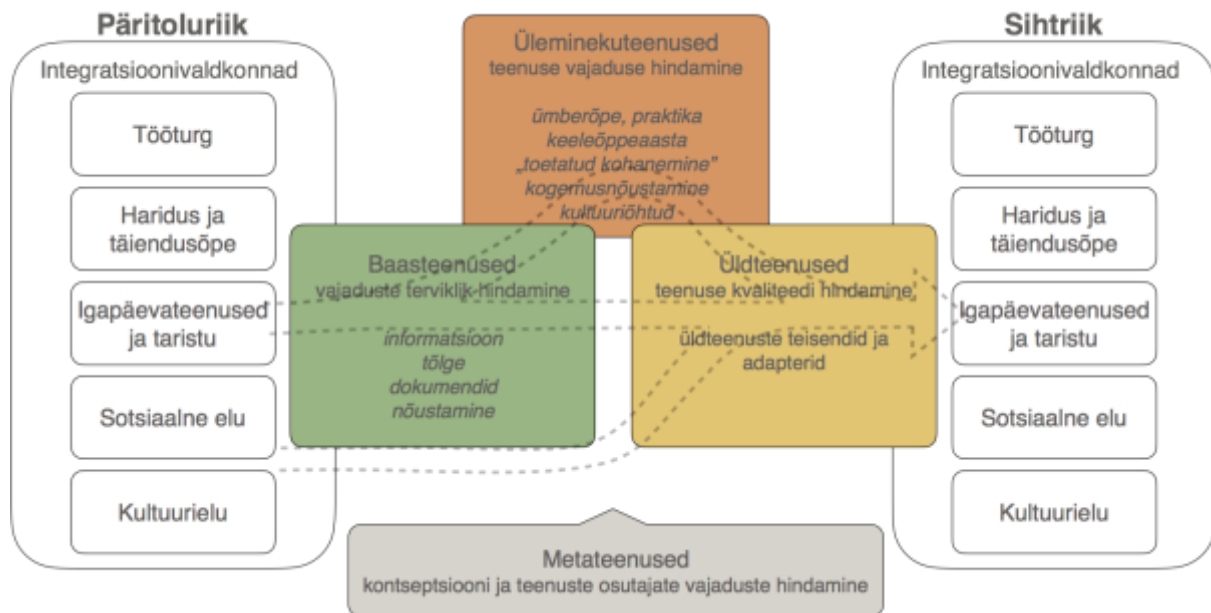 Päritoluriik
Integratsioonivaldkonnad
Tööturg
Haridus ja
täiendusõpe
Igapäevateenused
ja taristu
Sotsiaalne elu
Kultuurielu
Üleminekuteenused
teenuse vajaduse hindamine
ümberõpe, praktika
keeleõppeaasta
„toetatud kohanemine”
kogemusnõustamine
kultuuriõhtud
Baasteenused
vajaduste terviklik hindamine
informatsioon
tõlge
dokumendid
nõustamine
Üldteenused
teenuse kvaliteedi hindamine
üldteenuste teisendid ja
adapterid
Metateenused
kontseptsiooni ja teenuste osutajate vajaduste hindamine
Sihtriik
Integratsioonivaldkonnad
Tööturg
Haridus ja
täiendusõpe
Igapäevateenused
ja taristu
Sotsiaalne elu
Kultuurielu